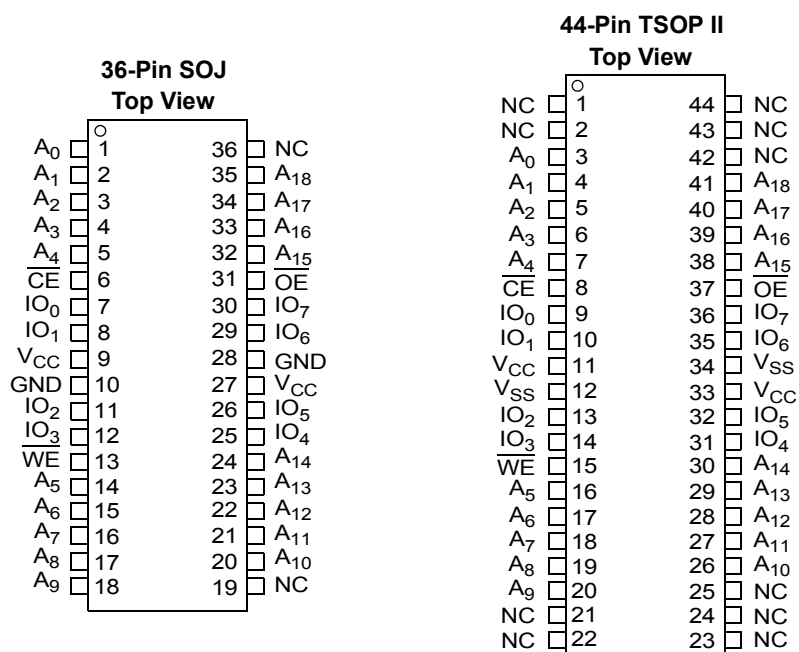 36-Pin SOJ
Top View
A0 1 36 NC
A1 2 35 A18
A2 3 34 A17
A3 4 33 A16
A4 5 32 A15
C̅E̅ 6 31 O̅E̅
IO0 7 30 IO7
IO1 8 29 IO6
VCC 9 28 GND
GND 10 27 VCC
IO2 11 26 IO5
IO3 12 25 IO4
W̅E̅ 13 24 A14
A5 14 23 A13
A6 15 22 A12
A7 16 21 A11
A8 17 20 A10
A9 18 19 NC
44-Pin TSOP II
Top View
NC 1 44 NC
NC 2 43 NC
A0 3 42 NC
A1 4 41 A18
A2 5 40 A17
A3 6 39 A16
A4 7 38 A15
C̅E̅ 8 37 O̅E̅
IO0 9 36 IO7
IO1 10 35 IO6
VCC 11 34 VSS
VSS 12 33 VCC
IO2 13 32 IO5
IO3 14 31 IO4
W̅E̅ 15 30 A14
A5 16 29 A13
A6 17 28 A12
A7 18 27 A11
A8 19 26 A10
A9 20 25 NC
NC 21 24 NC
NC 22 23 NC